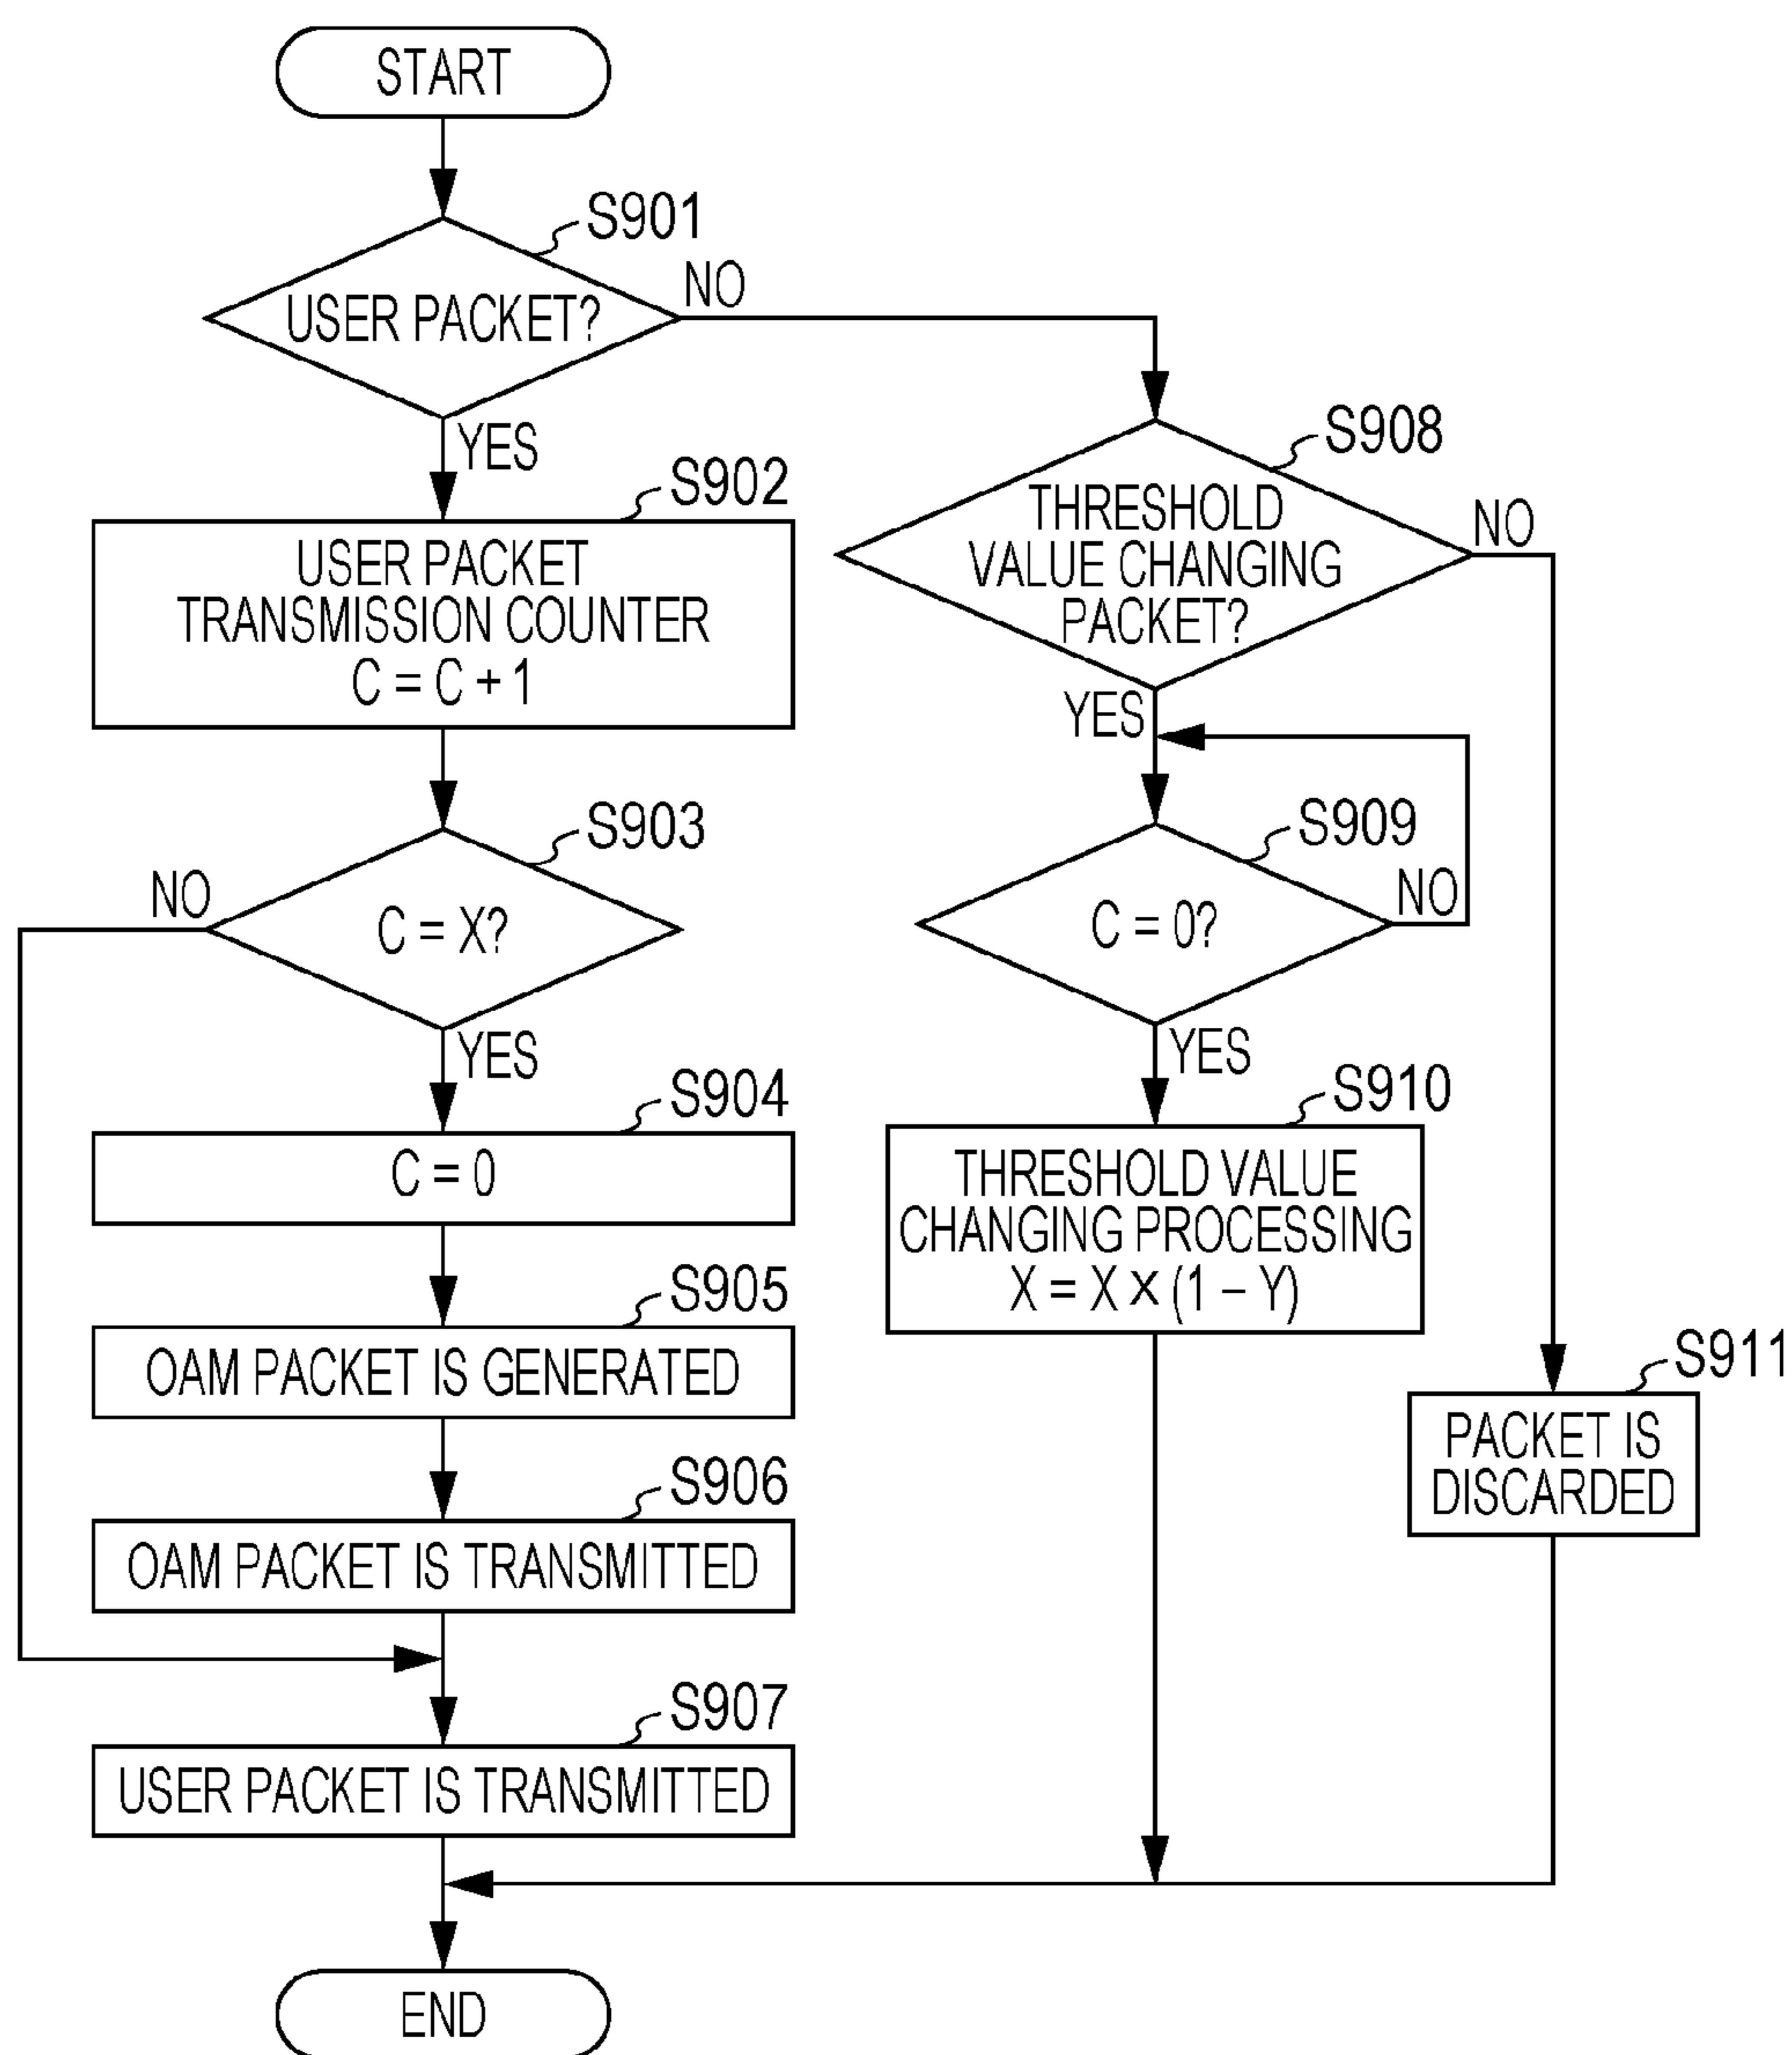 START
S901
USER PACKET?
NO
YES
S902
USER PACKET
TRANSMISSION COUNTER
C = C + 1
S903
C = X?
NO
YES
S904
C = 0
S905
OAM PACKET IS GENERATED
S906
OAM PACKET IS TRANSMITTED
S907
USER PACKET IS TRANSMITTED
S908
THRESHOLD
VALUE CHANGING
PACKET?
NO
YES
S909
C = 0?
NO
YES
S910
THRESHOLD VALUE
CHANGING PROCESSING
X = X × (1 – Y)
S911
PACKET IS
DISCARDED
END